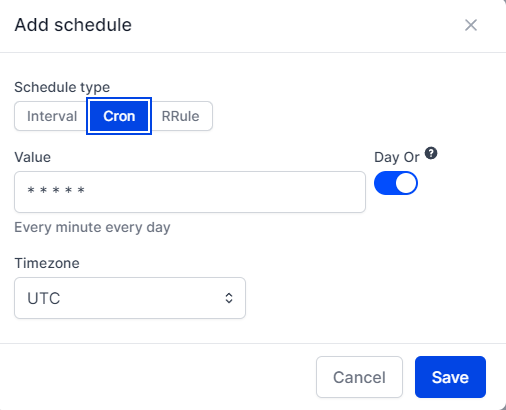 Add schedule
Schedule type
Interval Cron RRule
Value Day Or ?
* * * * *
Every minute every day
Timezone
UTC
Cancel Save